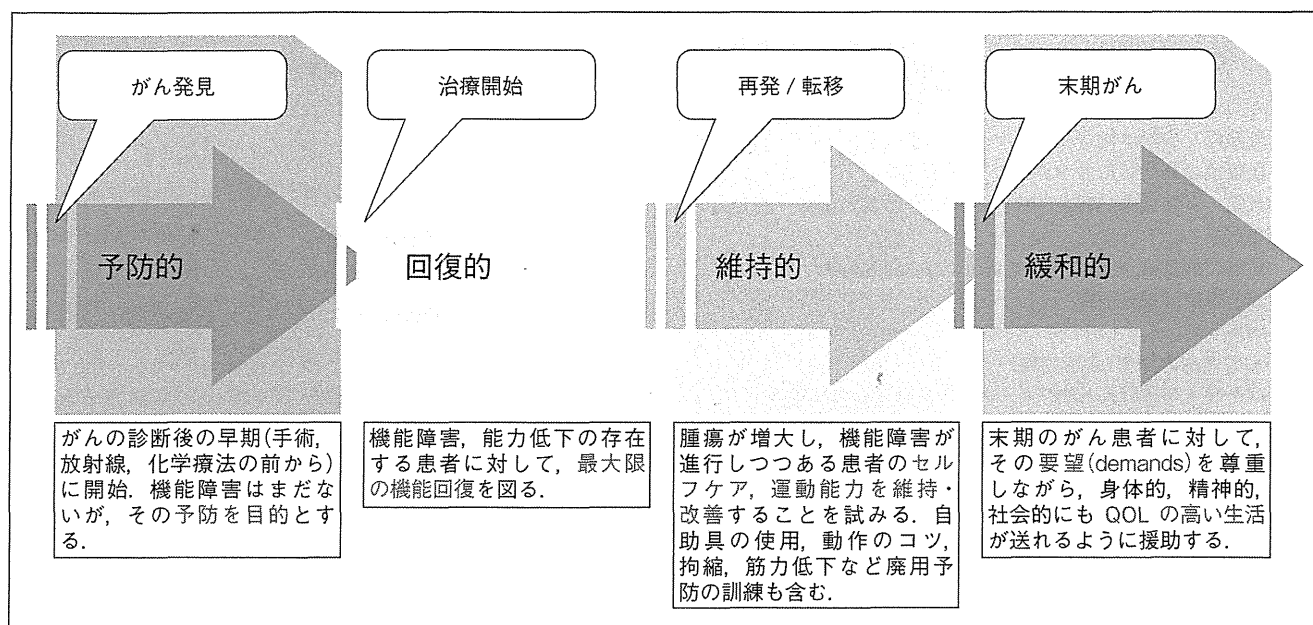 がん発見
治療開始
再発 / 転移
末期がん
予防的
回復的
維持的
緩和的
がんの診断後の早期(手術,
放射線, 化学療法の前から)
に開始. 機能障害はまだな
いが, その予防を目的とす
る.
機能障害, 能力低下の存在
する患者に対して, 最大限
の機能回復を図る.
腫瘍が増大し, 機能障害が
進行しつつある患者のセル
フケア, 運動能力を維持・
改善することを試みる. 自
助具の使用, 動作のコツ,
拘縮, 筋力低下など廃用予
防の訓練も含む.
末期のがん患者に対して,
その要望(demands)を尊重
しながら, 身体的, 精神的,
社会的にも QOL の高い生活
が送れるように援助する.